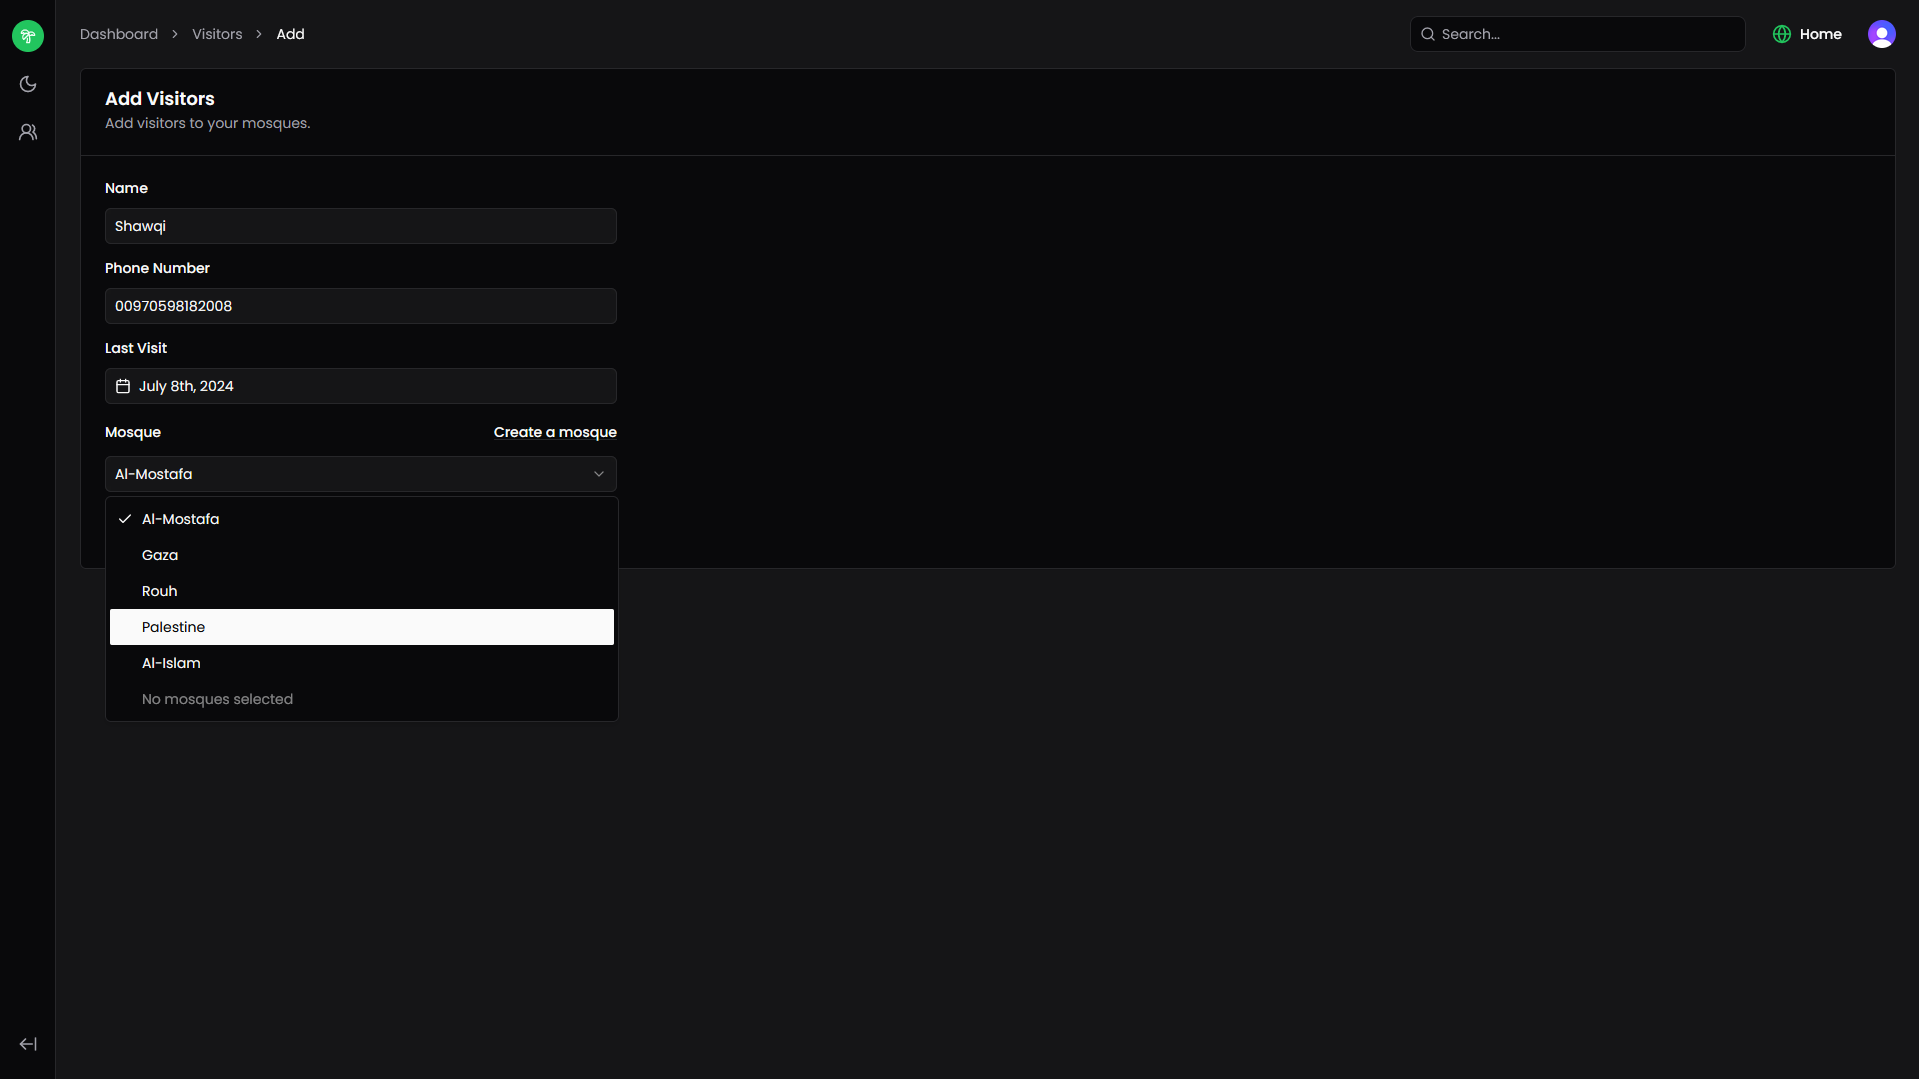 Dashboard > Visitors > Add
Search...
Home
Add Visitors
Add visitors to your mosques.
Name
Shawqi
Phone Number
00970598182008
Last Visit
July 8th, 2024
Mosque
Create a mosque
Al-Mostafa
Al-Mostafa
Gaza
Rouh
Palestine
Al-Islam
No mosques selected